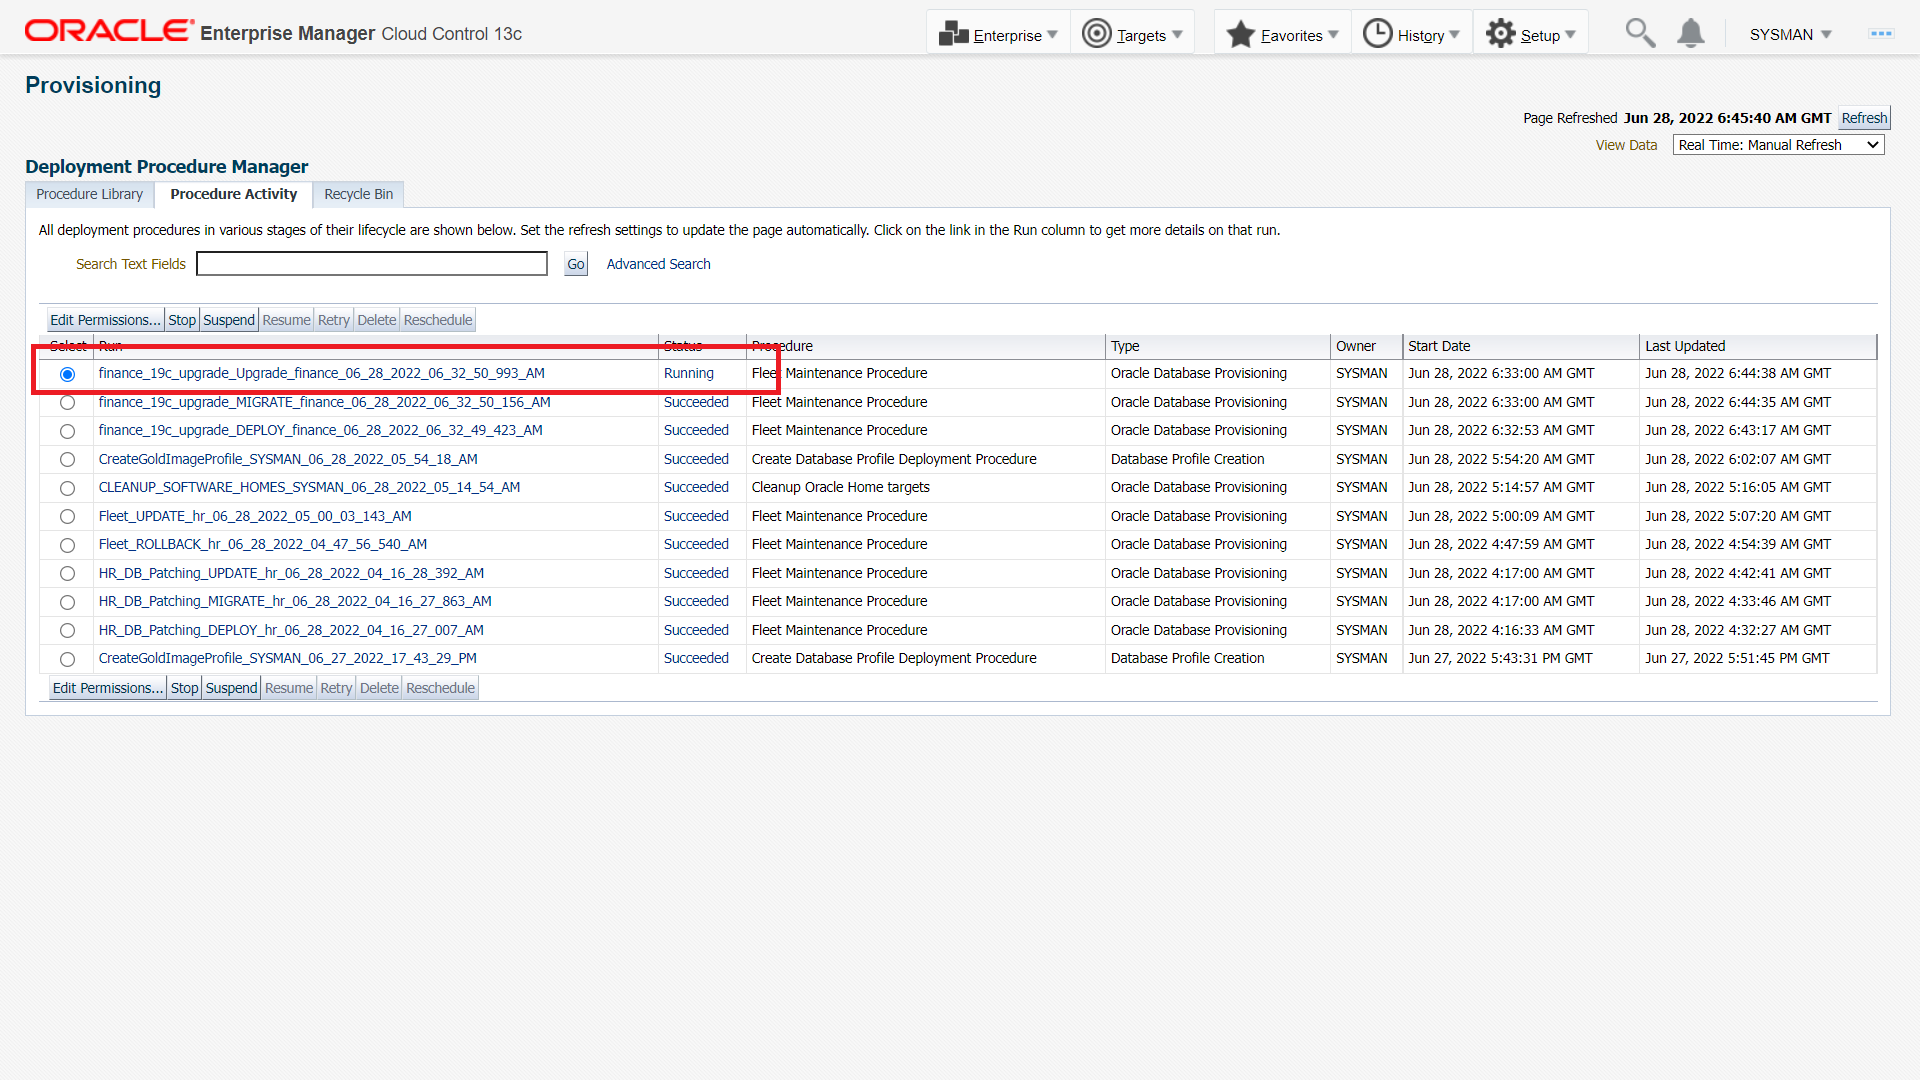 ORACLE Enterprise Manager Cloud Control 13c Enterprise Targets Favorites History Setup SYSMAN
Provisioning
Page Refreshed Jun 28, 2022 6:45:40 AM GMT Refresh
View Data Real Time: Manual Refresh
Deployment Procedure Manager
Procedure Library Procedure Activity Recycle Bin
All deployment procedures in various stages of their lifecycle are shown below. Set the refresh settings to update the page automatically. Click on the link in the Run column to get more details on that run.
Search Text Fields Go Advanced Search
Edit Permissions... Stop Suspend Resume Retry Delete Reschedule
Select Run Status Procedure Type Owner Start Date Last Updated
finance_19c_upgrade_Upgrade_finance_06_28_2022_06_32_50_993_AM Running Fleet Maintenance Procedure Oracle Database Provisioning SYSMAN Jun 28, 2022 6:33:00 AM GMT Jun 28, 2022 6:44:38 AM GMT
finance_19c_upgrade_MIGRATE_finance_06_28_2022_06_32_50_156_AM Succeeded Fleet Maintenance Procedure Oracle Database Provisioning SYSMAN Jun 28, 2022 6:33:00 AM GMT Jun 28, 2022 6:44:35 AM GMT
finance_19c_upgrade_DEPLOY_finance_06_28_2022_06_32_49_423_AM Succeeded Fleet Maintenance Procedure Oracle Database Provisioning SYSMAN Jun 28, 2022 6:32:53 AM GMT Jun 28, 2022 6:43:17 AM GMT
CreateGoldImageProfile_SYSMAN_06_28_2022_05_54_18_AM Succeeded Create Database Profile Deployment Procedure Database Profile Creation SYSMAN Jun 28, 2022 5:54:20 AM GMT Jun 28, 2022 6:02:07 AM GMT
CLEANUP_SOFTWARE_HOMES_SYSMAN_06_28_2022_05_14_54_AM Succeeded Cleanup Oracle Home targets Oracle Database Provisioning SYSMAN Jun 28, 2022 5:14:57 AM GMT Jun 28, 2022 5:16:05 AM GMT
Fleet_UPDATE_hr_06_28_2022_05_00_03_143_AM Succeeded Fleet Maintenance Procedure Oracle Database Provisioning SYSMAN Jun 28, 2022 5:00:09 AM GMT Jun 28, 2022 5:07:20 AM GMT
Fleet_ROLLBACK_hr_06_28_2022_04_47_56_540_AM Succeeded Fleet Maintenance Procedure Oracle Database Provisioning SYSMAN Jun 28, 2022 4:47:59 AM GMT Jun 28, 2022 4:54:39 AM GMT
HR_DB_Patching_UPDATE_hr_06_28_2022_04_16_28_392_AM Succeeded Fleet Maintenance Procedure Oracle Database Provisioning SYSMAN Jun 28, 2022 4:17:00 AM GMT Jun 28, 2022 4:42:41 AM GMT
HR_DB_Patching_MIGRATE_hr_06_28_2022_04_16_27_863_AM Succeeded Fleet Maintenance Procedure Oracle Database Provisioning SYSMAN Jun 28, 2022 4:17:00 AM GMT Jun 28, 2022 4:33:46 AM GMT
HR_DB_Patching_DEPLOY_hr_06_28_2022_04_16_27_007_AM Succeeded Fleet Maintenance Procedure Oracle Database Provisioning SYSMAN Jun 28, 2022 4:16:33 AM GMT Jun 28, 2022 4:32:27 AM GMT
CreateGoldImageProfile_SYSMAN_06_27_2022_17_43_29_PM Succeeded Create Database Profile Deployment Procedure Database Profile Creation SYSMAN Jun 27, 2022 5:43:31 PM GMT Jun 27, 2022 5:51:45 PM GMT
Edit Permissions... Stop Suspend Resume Retry Delete Reschedule